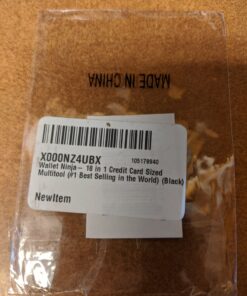 MADE IN CHINA
X000NZ4UBX
105179940
Wallet Ninja– 18 in 1 Credit Card Sized
Multitool (#1 Best Selling in the World) (Black)
NewItem